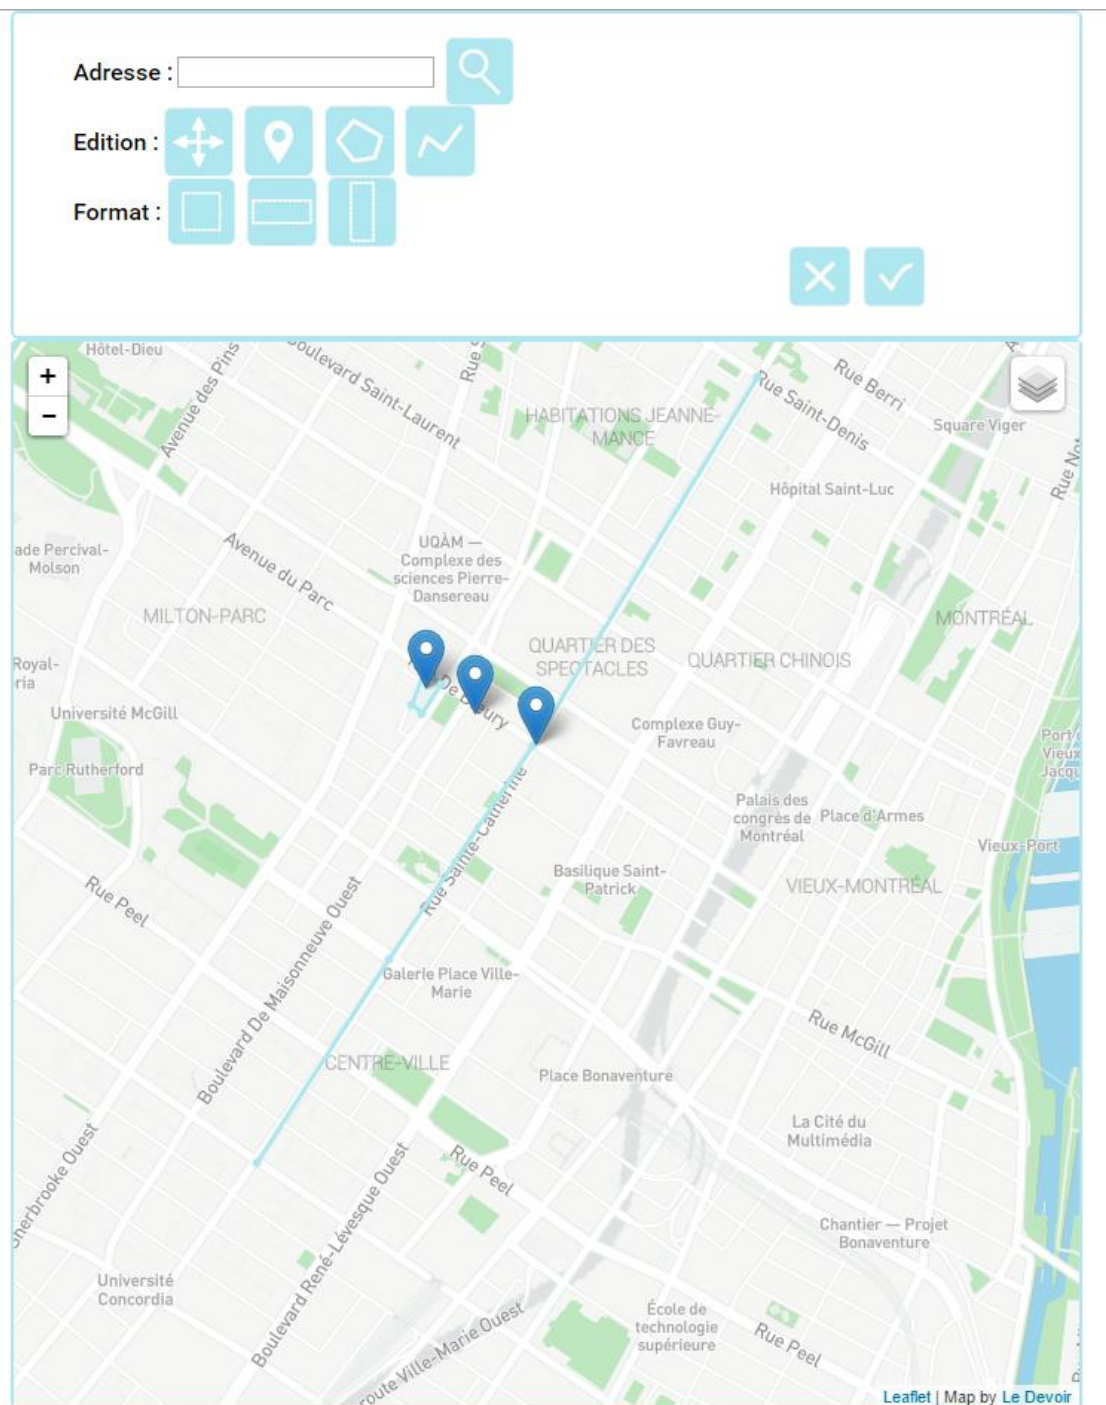 Adresse :
Edition :
Format :
+
−
Hôtel-Dieu
Avenue des Pins
Boulevard Saint-Laurent
HABITATIONS JEANNE-
MANCE
Rue Saint-Denis
Rue Berri
Square Viger
Hôpital Saint-Luc
ade Percival-
Molson
Avenue du Parc
UQÀM —
Complexe des
sciences Pierre-
Dansereau
MILTON-PARC
MONTRÉAL
QUARTIER DES
SPECTACLES
QUARTIER CHINOIS
Royal-
ria
Université McGill
Complexe Guy-
Favreau
Vieux
Jacqu
Parc Rutherford
Palais des
congrès de
Montréal
Place d'Armes
Vieux-Port
Rue Sainte-Catherine
Basilique Saint-
Patrick
VIEUX-MONTRÉAL
Rue Peel
Boulevard De Maisonneuve Ouest
Galerie Place Ville-
Marie
Rue McGill
CENTRE-VILLE
Place Bonaventure
La Cité du
Multimédia
Rue Peel
Sherbrooke Ouest
Boulevard René-Lévesque Ouest
Chantier — Projet
Bonaventure
Université
Concordia
École de
technologie
supérieure
Rue Peel
route Ville-Marie Ouest
Leaflet | Map by Le Devoir